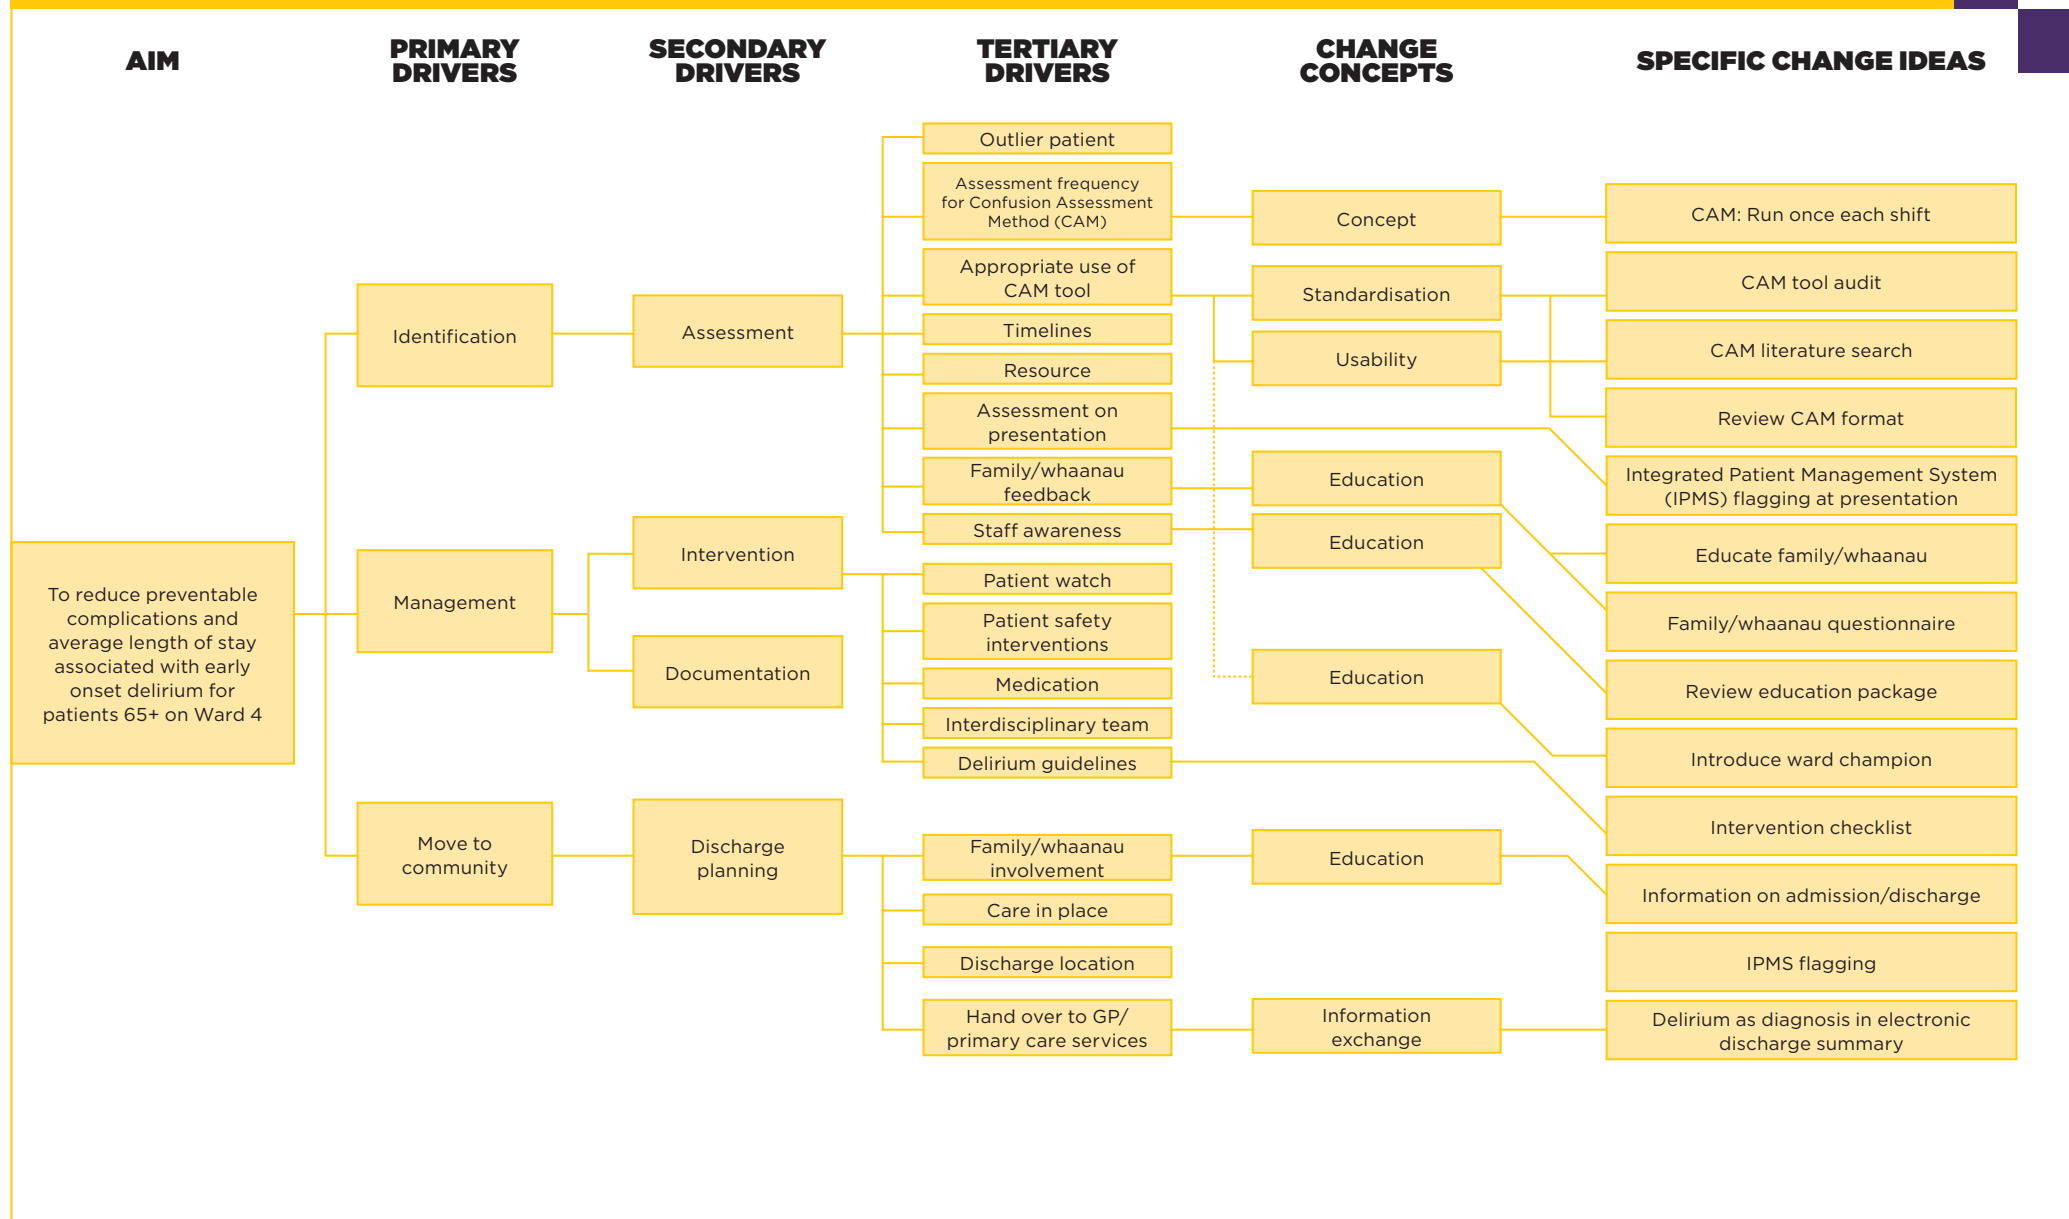 AIM
PRIMARY
DRIVERS
SECONDARY
DRIVERS
TERTIARY
DRIVERS
CHANGE
CONCEPTS
SPECIFIC CHANGE IDEAS
To reduce preventable
complications and
average length of stay
associated with early
onset delirium for
patients 65+ on Ward 4
Identification
Management
Move to
community
Assessment
Intervention
Documentation
Discharge
planning
Outlier patient
Assessment frequency
for Confusion Assessment
Method (CAM)
Appropriate use of
CAM tool
Timelines
Resource
Assessment on
presentation
Family/whaanau
feedback
Staff awareness
Patient watch
Patient safety
interventions
Medication
Interdisciplinary team
Delirium guidelines
Family/whaanau
involvement
Care in place
Discharge location
Hand over to GP/
primary care services
Concept
Standardisation
Usability
Education
Education
Education
Education
Information
exchange
CAM: Run once each shift
CAM tool audit
CAM literature search
Review CAM format
Integrated Patient Management System
(IPMS) flagging at presentation
Educate family/whaanau
Family/whaanau questionnaire
Review education package
Introduce ward champion
Intervention checklist
Information on admission/discharge
IPMS flagging
Delirium as diagnosis in electronic
discharge summary